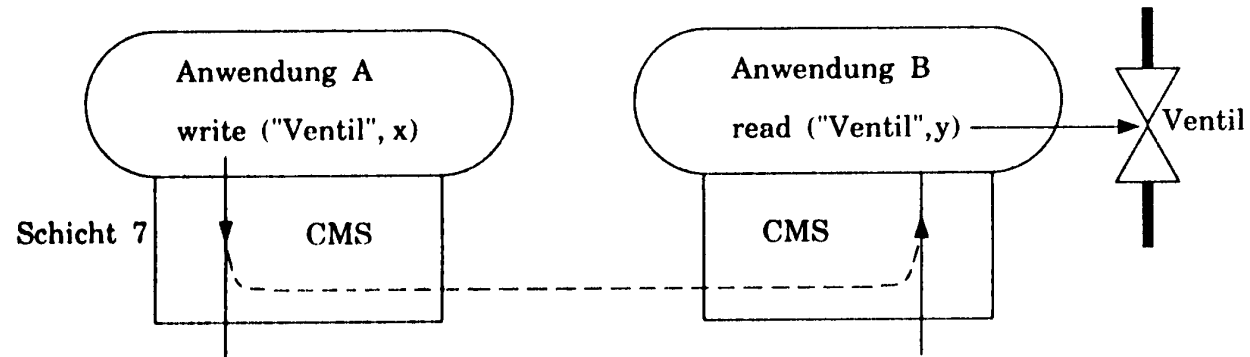 Anwendung A
write ("Ventil", x)
Anwendung B
read ("Ventil",y)
Ventil
Schicht 7
CMS
CMS